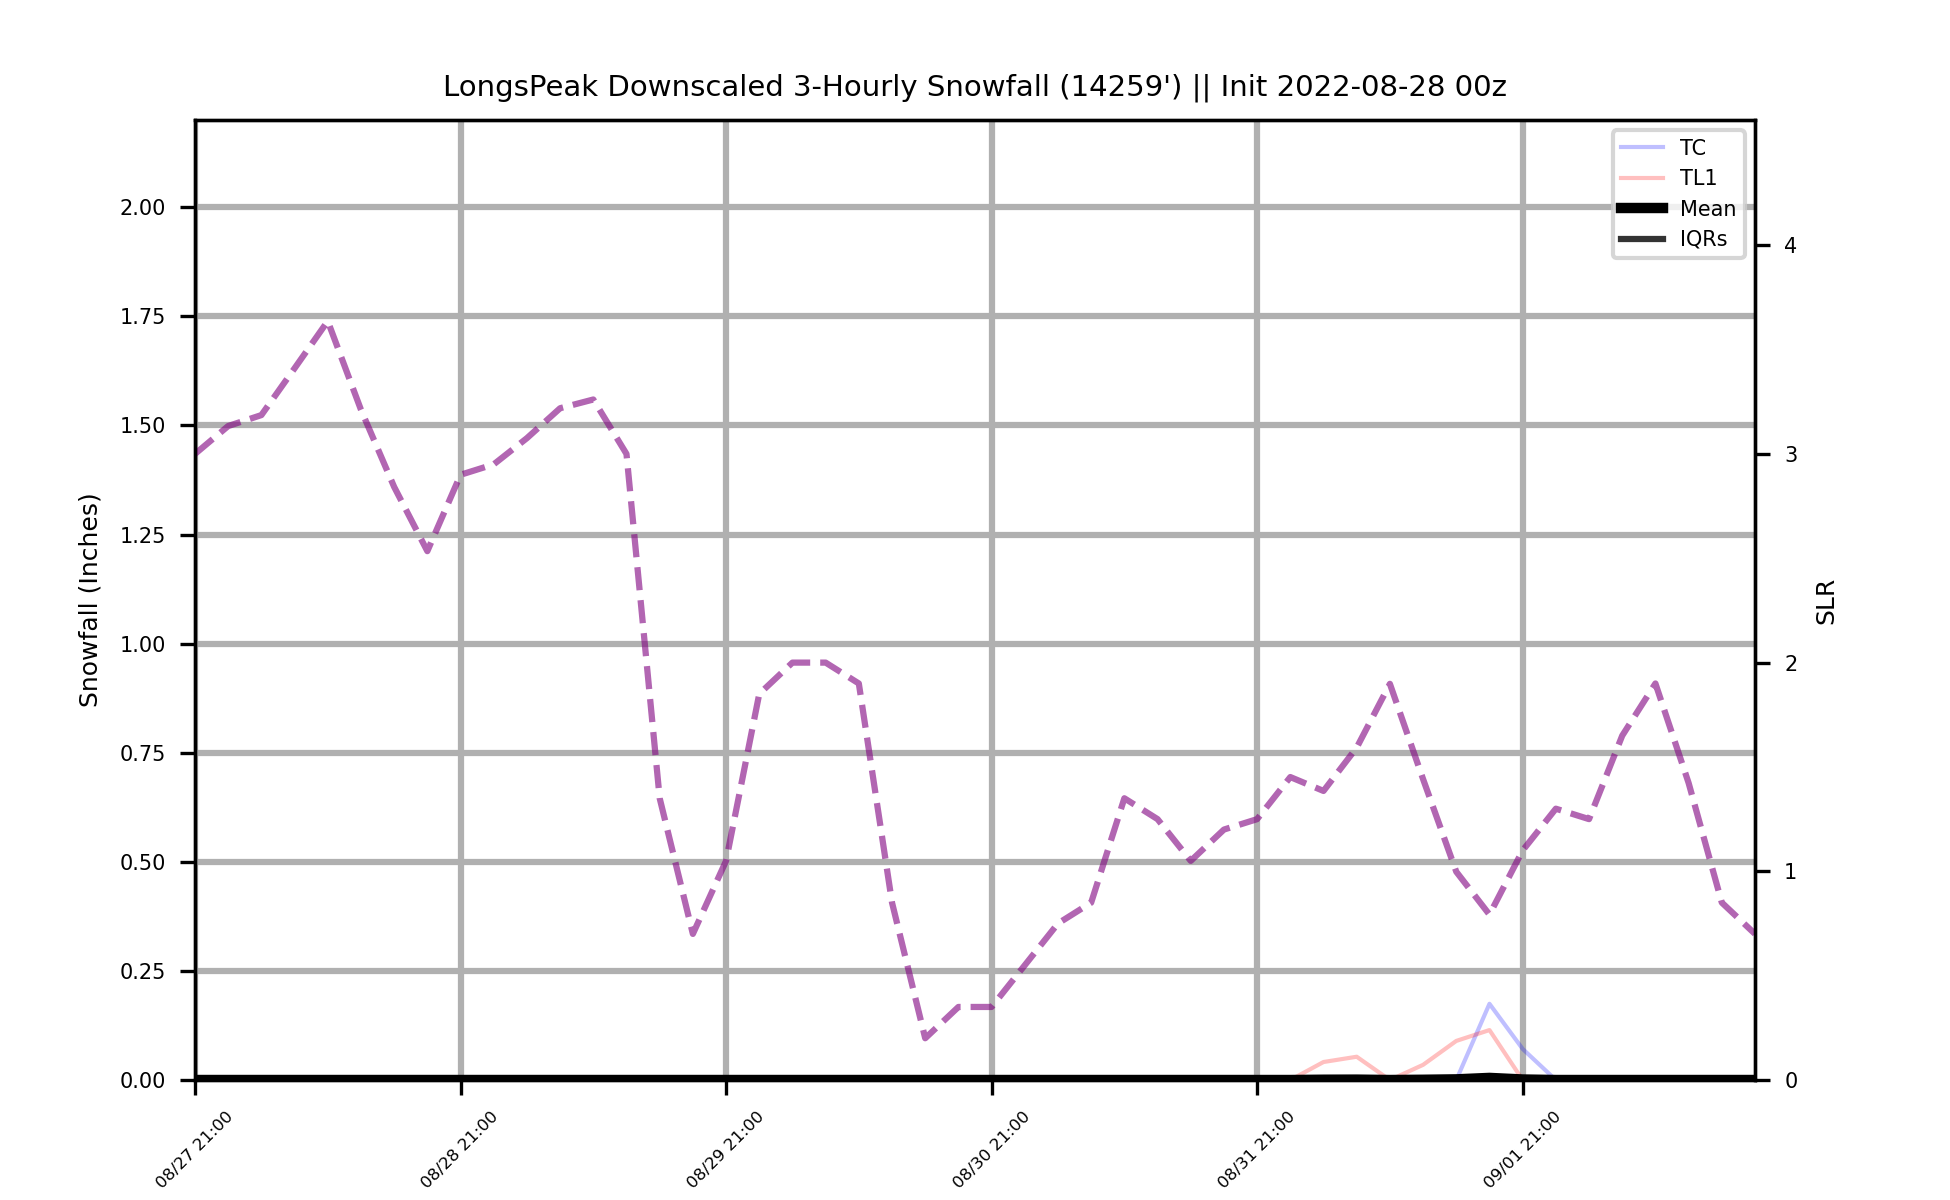 LongsPeak Downscaled 3-Hourly Snowfall (14259') || Init 2022-08-28 00z
TC
TL1
Mean
IQRs
Snowfall (Inches)
2.00
1.75
1.50
1.25
1.00
0.75
0.50
0.25
0.00
4
3
2
1
0
SLR
08/27 21:00
08/28 21:00
08/29 21:00
08/30 21:00
08/31 21:00
09/01 21:00